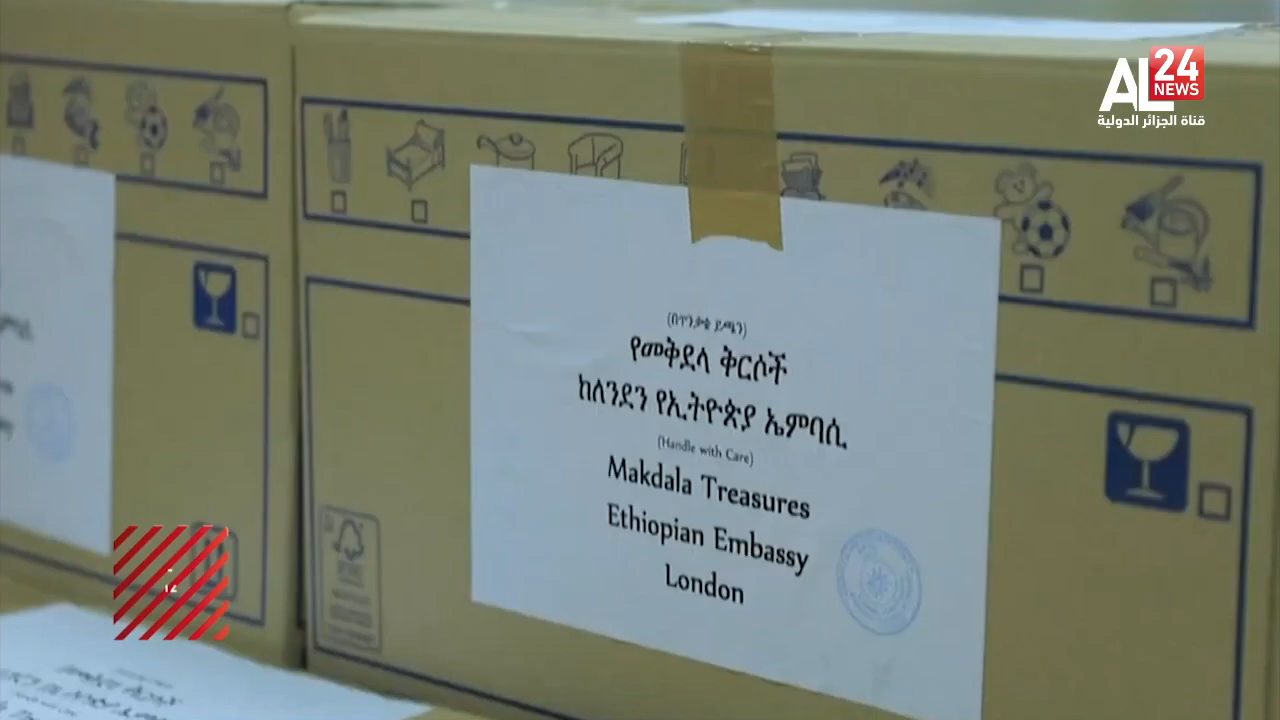 AL
24
NEWS
قناة الجزائر الدولية
(በጥንቃቄ ይጫን)
የመቅደላ ቅርሶች
ከለንደን የኢትዮጵያ ኤምባሲ
(Handle with Care)
Makdala Treasures
Ethiopian Embassy
London